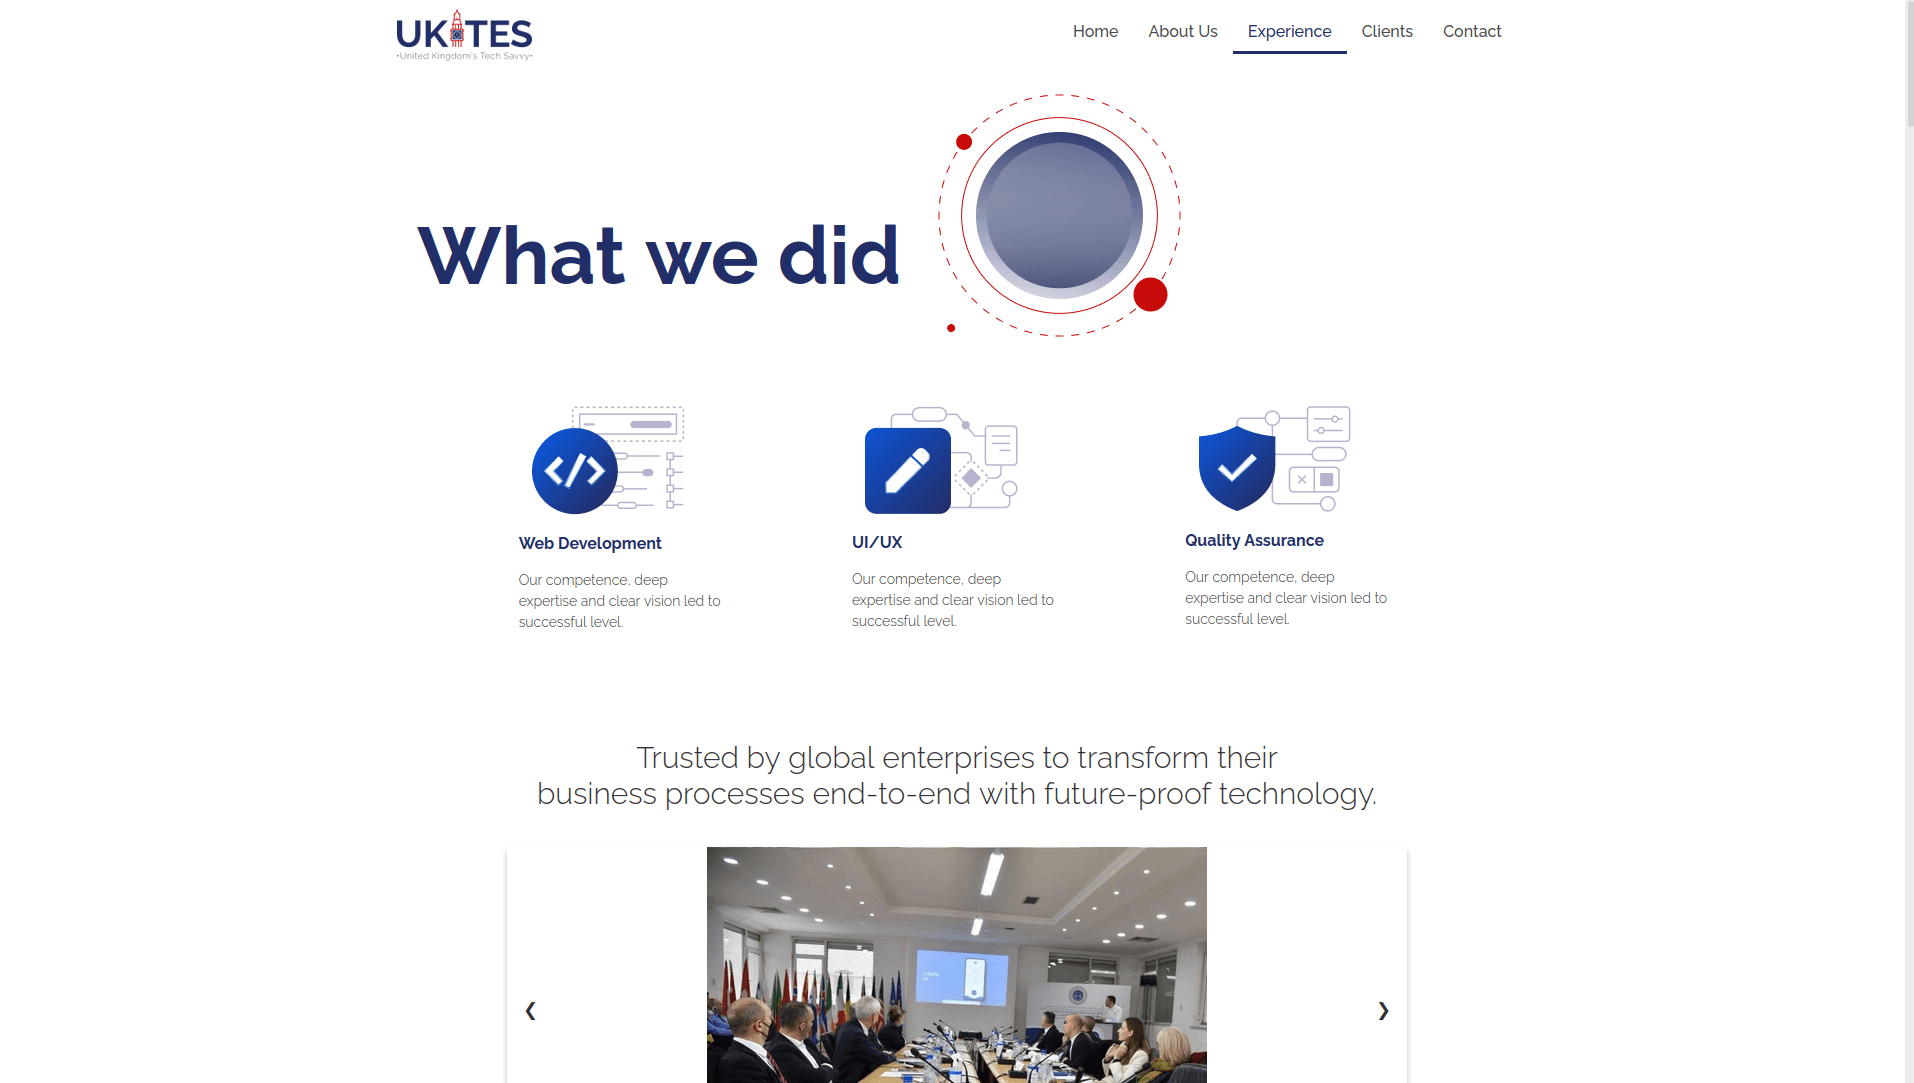 UKITES
•United Kingdom's Tech Savvy•
Home
About Us
Experience
Clients
Contact
What we did
Web Development
Our competence, deep
expertise and clear vision led to
successful level.
UI/UX
Our competence, deep
expertise and clear vision led to
successful level.
Quality Assurance
Our competence, deep
expertise and clear vision led to
successful level.
Trusted by global enterprises to transform their
business processes end-to-end with future-proof technology.